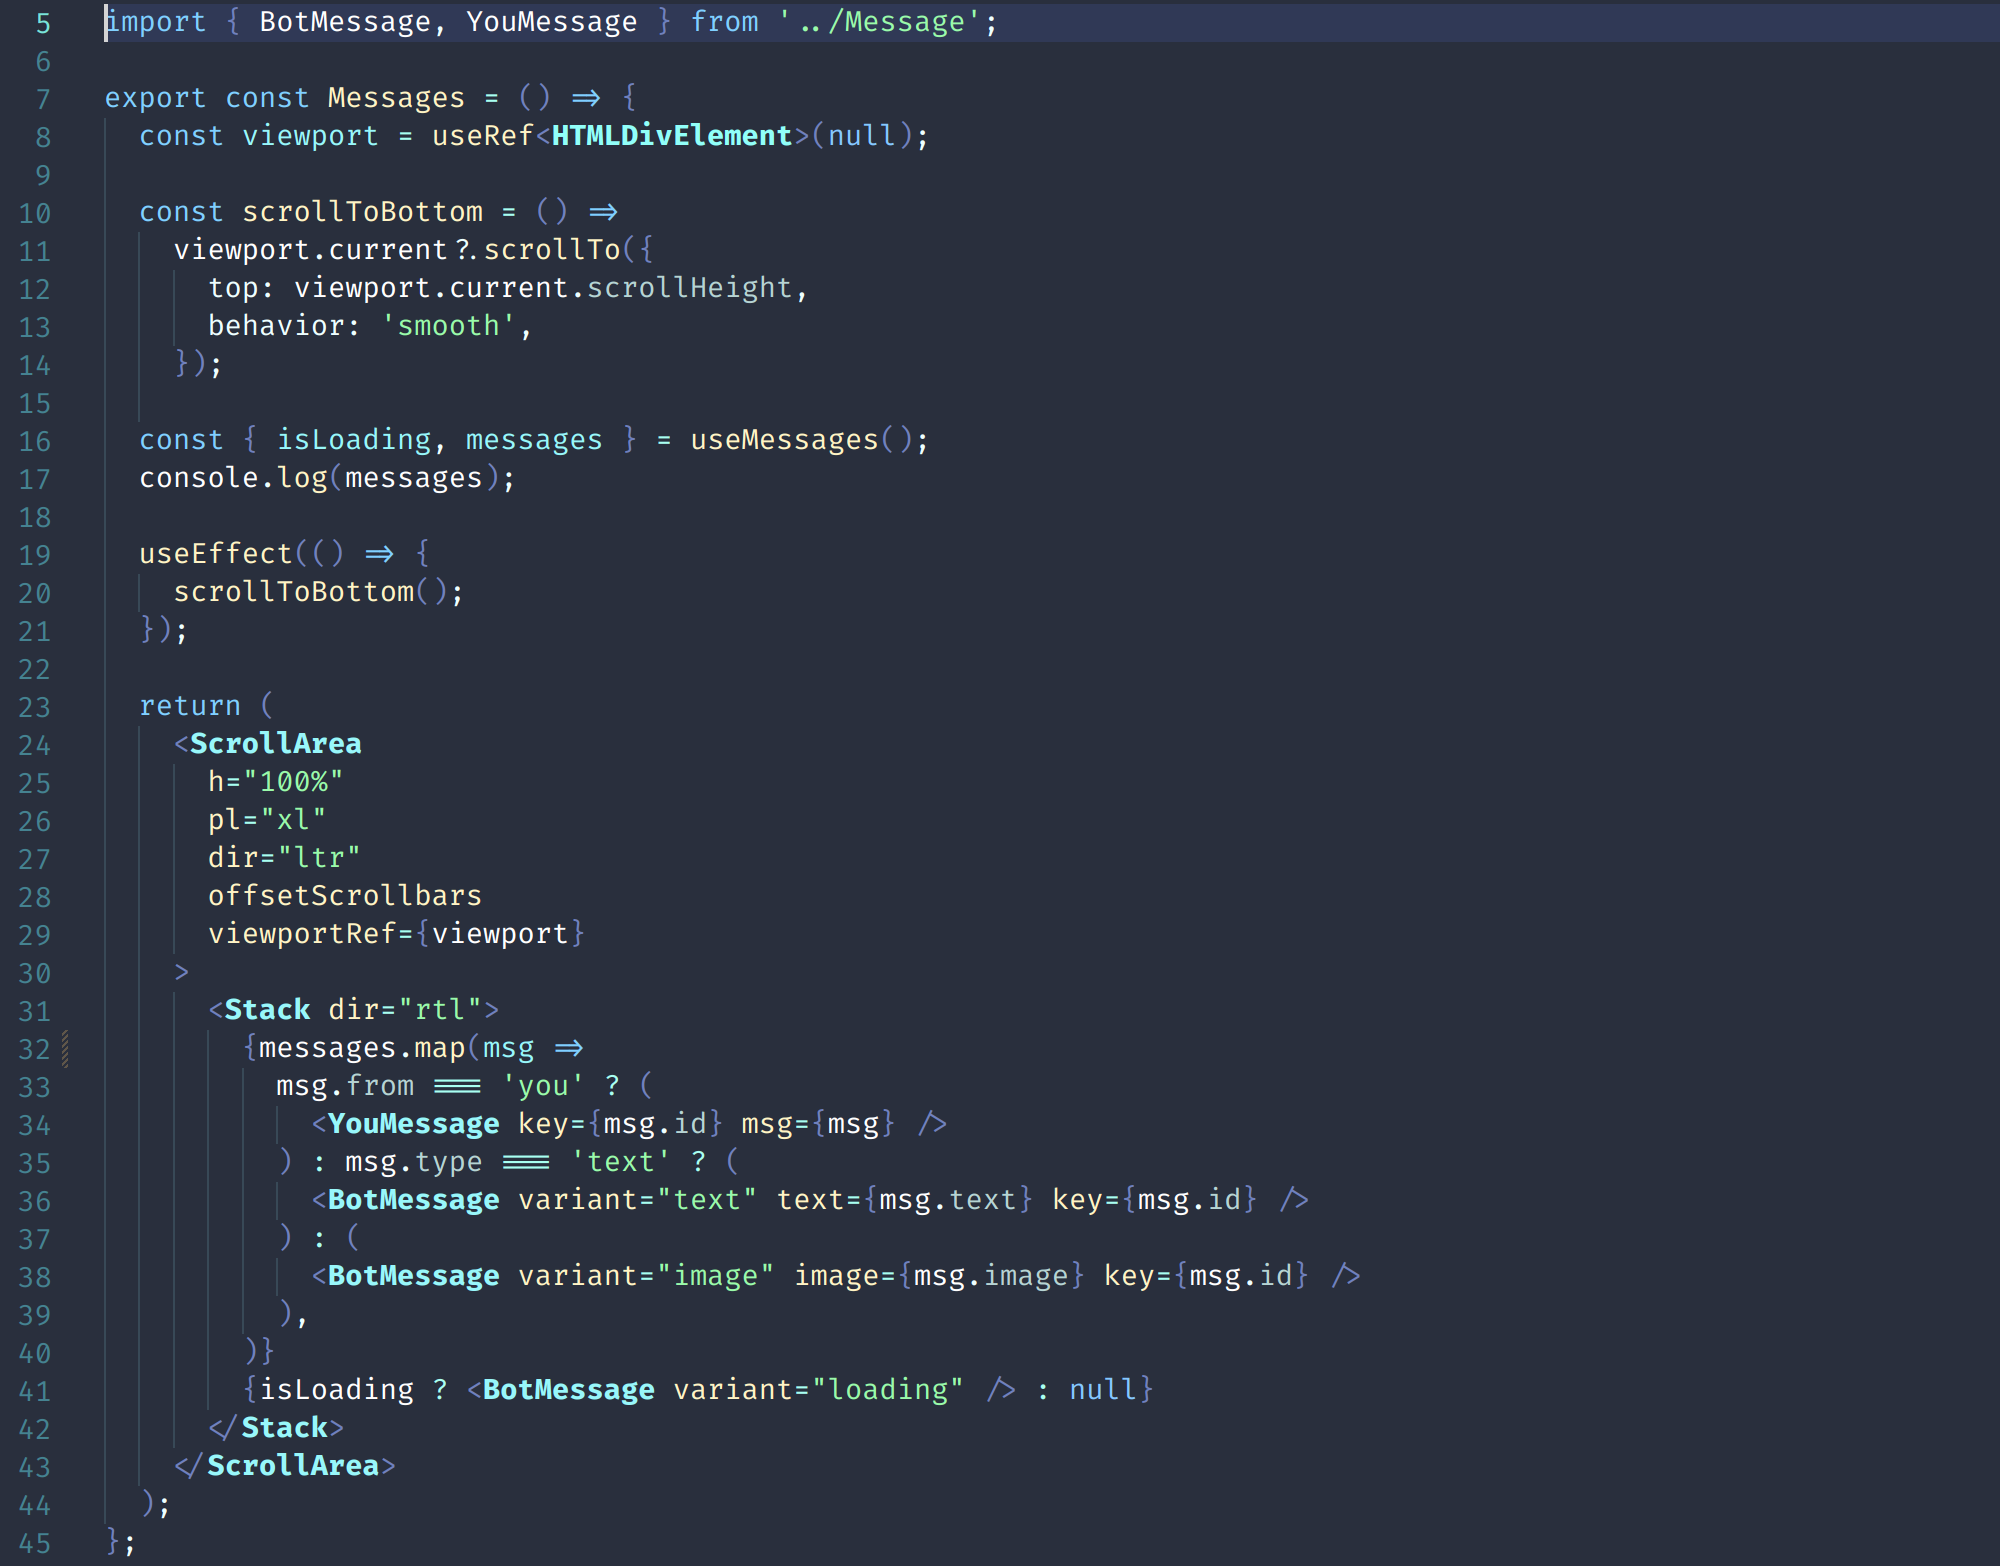 5 import { BotMessage, YouMessage } from '../Message';
6
7 export const Messages = () => {
8   const viewport = useRef<HTMLDivElement>(null);
9
10   const scrollToBottom = () =>
11     viewport.current?.scrollTo({
12       top: viewport.current.scrollHeight,
13       behavior: 'smooth',
14     });
15
16   const { isLoading, messages } = useMessages();
17   console.log(messages);
18
19   useEffect(() => {
20     scrollToBottom();
21   });
22
23   return (
24     <ScrollArea
25       h="100%"
26       pl="xl"
27       dir="ltr"
28       offsetScrollbars
29       viewportRef={viewport}
30     >
31       <Stack dir="rtl">
32         {messages.map(msg =>
33           msg.from === 'you' ? (
34             <YouMessage key={msg.id} msg={msg} />
35           ) : msg.type === 'text' ? (
36             <BotMessage variant="text" text={msg.text} key={msg.id} />
37           ) : (
38             <BotMessage variant="image" image={msg.image} key={msg.id} />
39           ),
40         )}
41         {isLoading ? <BotMessage variant="loading" /> : null}
42       </Stack>
43     </ScrollArea>
44   );
45 };